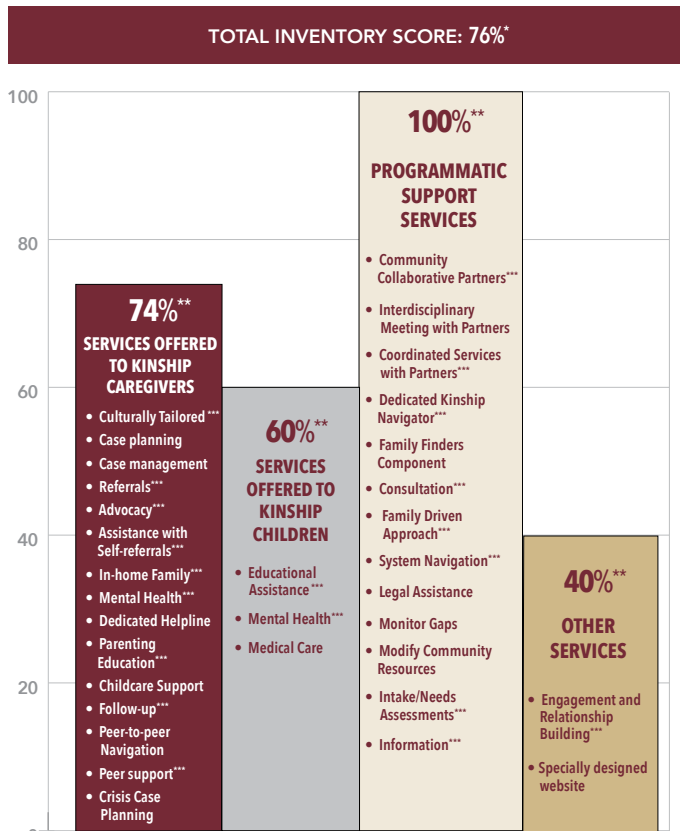 TOTAL INVENTORY SCORE: 76%*
100
80
60
40
20
0
74%**
SERVICES OFFERED
TO KINSHIP
CAREGIVERS
• Culturally Tailored ***
• Case planning
• Case management
• Referrals***
• Advocacy***
• Assistance with
Self-referrals***
• In-home Family***
• Mental Health***
• Dedicated Helpline
• Parenting
Education***
• Childcare Support
• Follow-up***
• Peer-to-peer
Navigation
• Peer support***
• Crisis Case
Planning
60%**
SERVICES
OFFERED TO
KINSHIP
CHILDREN
• Educational
Assistance***
• Mental Health***
• Medical Care
100%**
PROGRAMMATIC
SUPPORT
SERVICES
• Community
Collaborative Partners***
• Interdisciplinary
Meeting with Partners
• Coordinated Services
with Partners***
• Dedicated Kinship
Navigator***
• Family Finders
Component
• Consultation***
• Family Driven
Approach***
• System Navigation***
• Legal Assistance
• Monitor Gaps
• Modify Community
Resources
• Intake/Needs
Assessments***
• Information***
40%**
OTHER
SERVICES
• Engagement and
Relationship
Building***
• Specially designed
website